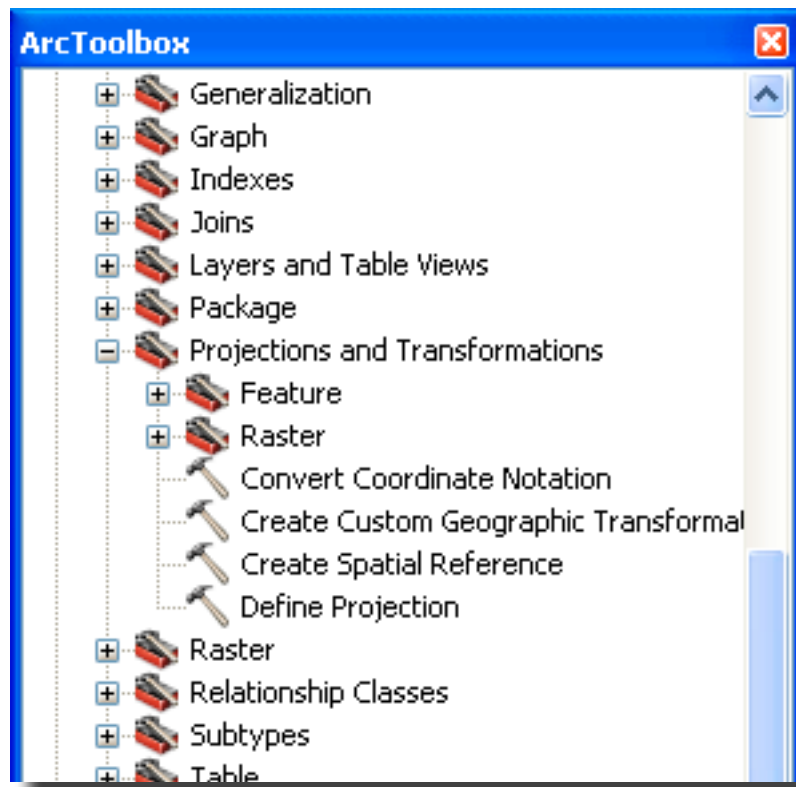 ArcToolbox
Generalization
Graph
Indexes
Joins
Layers and Table Views
Package
Projections and Transformations
Feature
Raster
Convert Coordinate Notation
Create Custom Geographic Transformat
Create Spatial Reference
Define Projection
Raster
Relationship Classes
Subtypes
Table